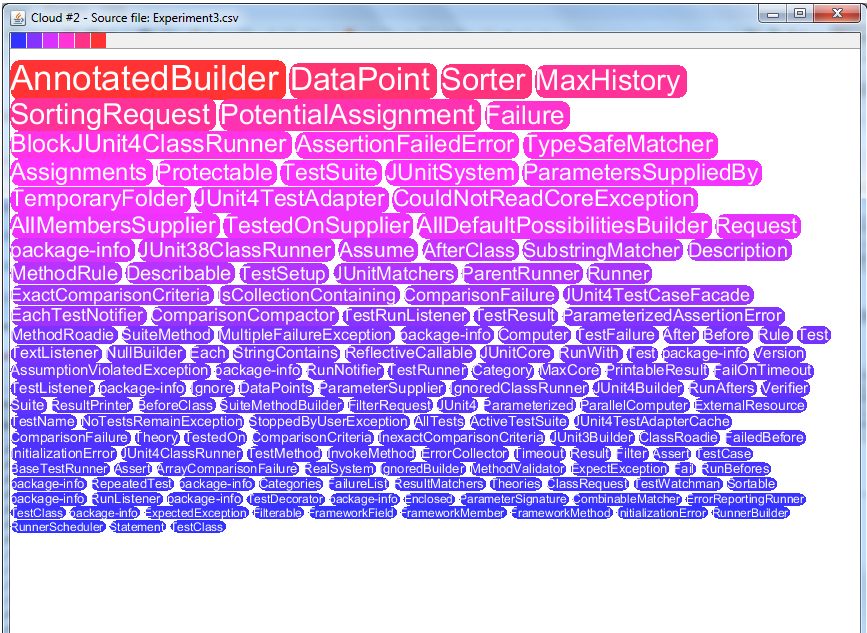 Cloud #2 - Source file: Experiment3.csv
AnnotatedBuilder DataPoint Sorter MaxHistory
SortingRequest PotentialAssignment Failure
BlockJUnit4ClassRunner AssertionFailedError TypeSafeMatcher
Assignments Protectable TestSuite JUnitSystem ParametersSuppliedBy
TemporaryFolder JUnit4TestAdapter CouldNotReadCoreException
AllMembersSupplier TestedOnSupplier AllDefaultPossibilitiesBuilder Request
package-info JUnit38ClassRunner Assume AfterClass SubstringMatcher Description
MethodRule Describable TestSetup JUnitMatchers ParentRunner Runner
ExactComparisonCriteria IsCollectionContaining ComparisonFailure JUnit4TestCaseFacade
EachTestNotifier ComparisonCompactor TestRunListener TestResult ParameterizedAssertionError
MethodRoadie SuiteMethod MultipleFailureException package-info Computer TestFailure After Before Rule Test
TextListener NullBuilder Each StringContains ReflectiveCallable JUnitCore RunWith Test package-info Version
AssumptionViolatedException package-info RunNotifier TestRunner Category MaxCore PrintableResult FailOnTimeout
TestListener package-info Ignore DataPoints ParameterSupplier IgnoredClassRunner JUnit4Builder RunAfters Verifier
Suite ResultPrinter BeforeClass SuiteMethodBuilder FilterRequest JUnit4 Parameterized ParallelComputer ExternalResource
TestName NoTestsRemainException StoppedByUserException AllTests ActiveTestSuite JUnit4TestAdapterCache
ComparisonFailure Theory TestedOn ComparisonCriteria InexactComparisonCriteria JUnit3Builder ClassRoadie FailedBefore
InitializationError JUnit4ClassRunner TestMethod InvokeMethod ErrorCollector Timeout Result Filter Assert TestCase
BaseTestRunner Assert ArrayComparisonFailure RealSystem IgnoredBuilder MethodValidator ExpectException Fail RunBefores
package-info RepeatedTest package-info Categories FailureList ResultMatchers Theories ClassRequest TestWatchman Sortable
package-info RunListener package-info TestDecorator package-info Enclosed ParameterSignature CombinableMatcher ErrorReportingRunner
TestClass package-info ExpectedException Filterable FrameworkField FrameworkMember FrameworkMethod InitializationError RunnerBuilder
RunnerScheduler Statement TestClass